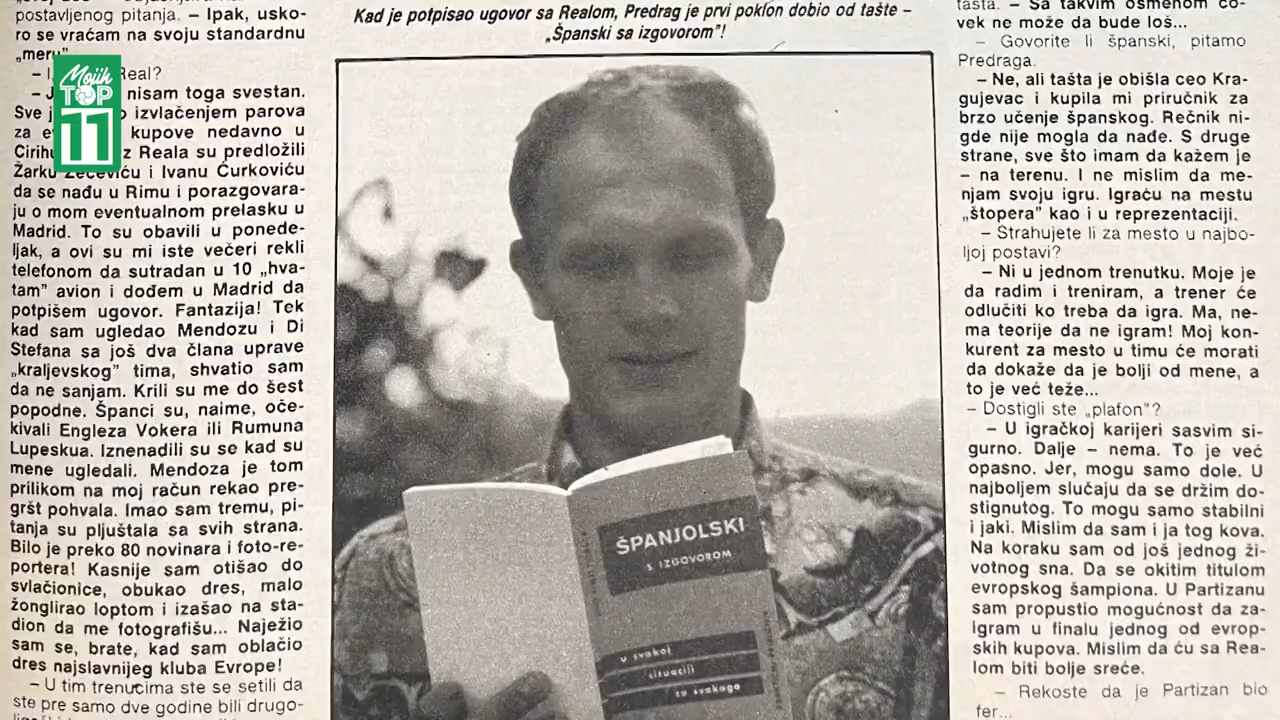 postavljenog pitanja. – Ipak, usko-
ro se vraćam na svoju standardnu
„meru”.
Real?
nisam toga svestan.
Sve izvlačenjem parova
za kupove nedavno u
z Reala su predložili
Žarku Zečeviću i Ivanu Ćurkoviću
da se nađu u Rimu i porazgovara-
ju o mom eventualnom prelasku u
Madrid. To su obavili u ponede-
ljak, a ovi su mi iste večeri rekli
telefonom da sutradan u 10 „hva-
tam” avion i dođem u Madrid da
potpišem ugovor. Fantazija! Tek
kad sam ugledao Mendozu i Di
Stefana sa još dva člana uprave
„kraljevskog” tima, shvatio sam
da ne sanjam. Krili su me do šest
popodne. Španci su, naime, oče-
kivali Engleza Vokera ili Rumuna
Lupeskua. Iznenadili su se kad su
mene ugledali. Mendoza je tom
prilikom na moj račun rekao pre-
gršt pohvala. Imao sam tremu, pi-
tanja su pljuštala sa svih strana.
Bilo je preko 80 novinara i foto-re-
portera! Kasnije sam otišao do
svlačionice, obukao dres, malo
žonglirao loptom i izašao na sta-
dion da me fotografišu... Naježio
sam se, brate, kad sam oblačio
dres najslavnijeg kluba Evrope!
– U tim trenucima ste se setili da
ste pre samo dve godine bili drugo-
Mojih
TOP
11
Kad je potpisao ugovor sa Realom, Predrag je prvi poklon dobio od tašte –
„Španski sa izgovorom”!
ŠPANJOLSKI
S IZGOVOROM
u svakoj
situaciji
za svakoga
tašta. – Sa takvim osmehom čo-
vek ne može da bude loš...
– Govorite li španski, pitamo
Predraga.
– Ne, ali tašta je obišla ceo Kra-
gujevac i kupila mi priručnik za
brzo učenje španskog. Rečnik ni-
gde nije mogla da nađe. S druge
strane, sve što imam da kažem je
– na terenu. I ne mislim da me-
njam svoju igru. Igraću na mestu
„štopera” kao i u reprezentaciji.
– Strahujete li za mesto u najbo-
ljoj postavi?
– Ni u jednom trenutku. Moje je
da radim i treniram, a trener će
odlučiti ko treba da igra. Ma, ne-
ma teorije da ne igram! Moj kon-
kurent za mesto u timu će morati
da dokaže da je bolji od mene, a
to je već teže...
– Dostigli ste „plafon”?
– U igračkoj karijeri sasvim si-
gurno. Dalje – nema. To je već
opasno. Jer, mogu samo dole. U
najboljem slučaju da se držim do-
stignutog. To mogu samo stabilni
i jaki. Mislim da sam i ja tog kova.
Na koraku sam od još jednog ži-
votnog sna. Da se okitim titulom
evropskog šampiona. U Partizanu
sam propustio mogućnost da za-
igram u finalu jednog od evrop-
skih kupova. Mislim da ću sa Rea-
lom biti bolje sreće.
– Rekoste da je Partizan bio
fer...